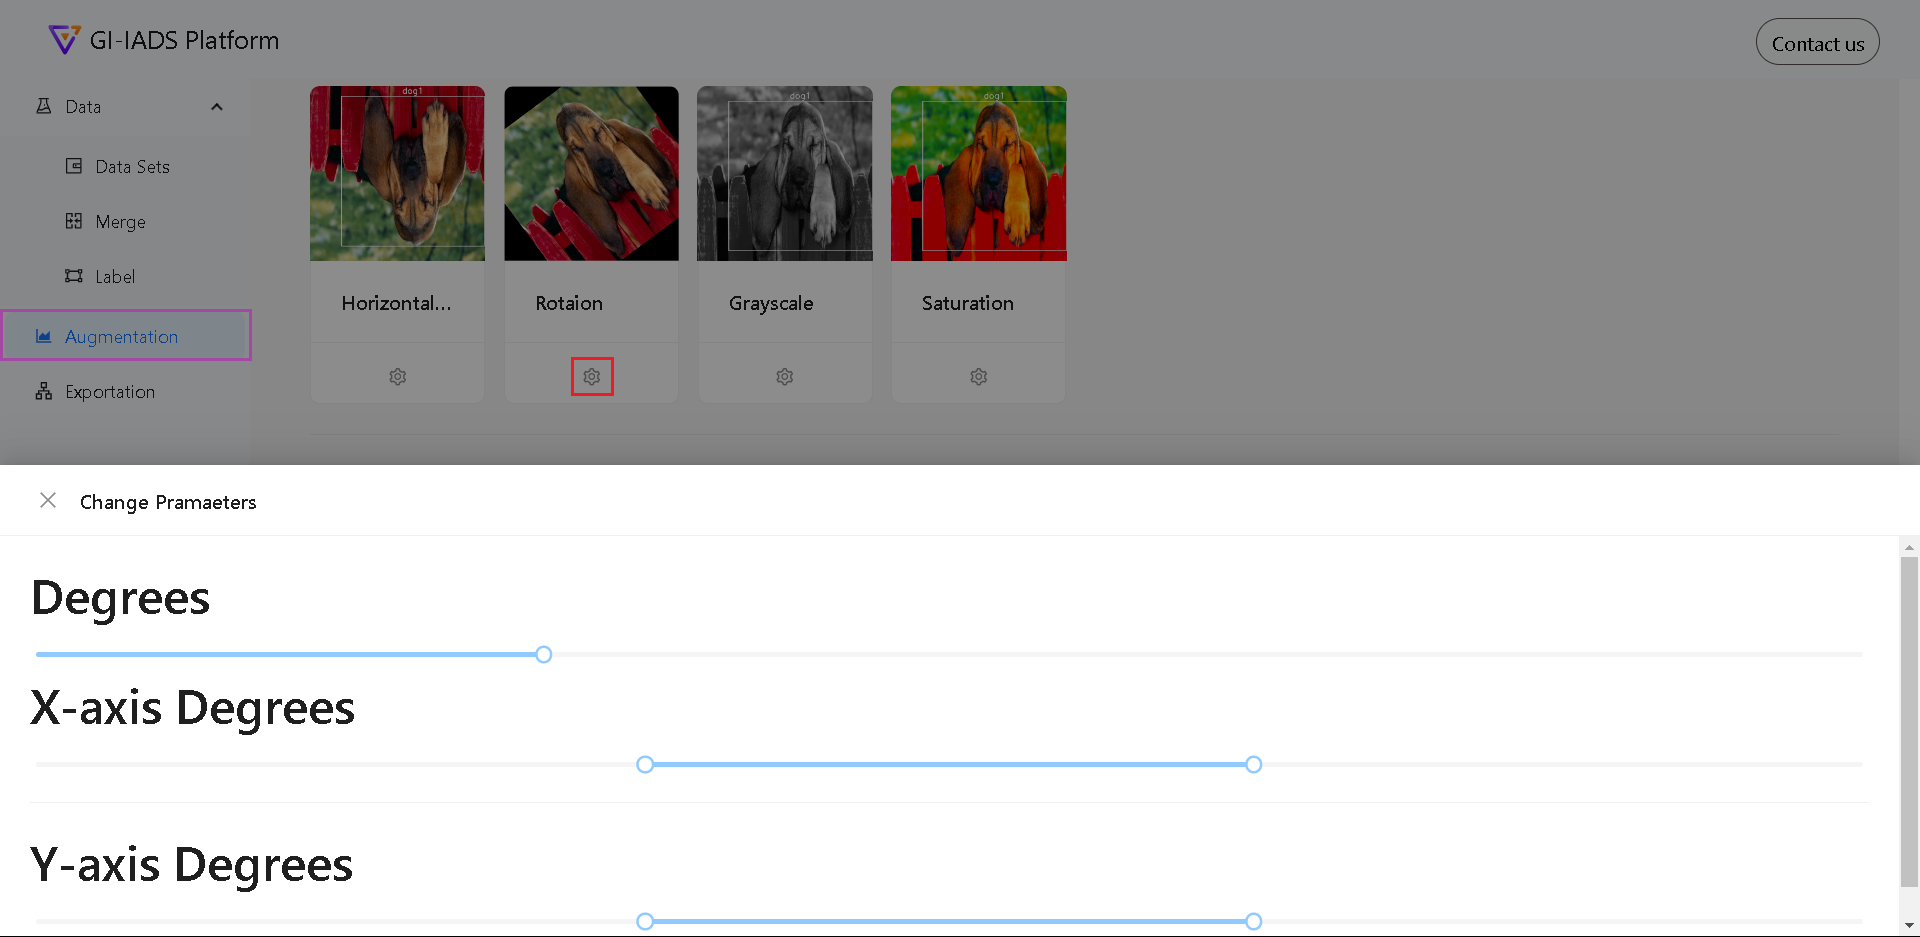 GI-IADS Platform
Contact us
Data
Data Sets
Merge
Label
Augmentation
Exportation
dog1
dog1
dog1
Horizontal...
Rotaion
Grayscale
Saturation
Change Pramaeters
Degrees
X-axis Degrees
Y-axis Degrees